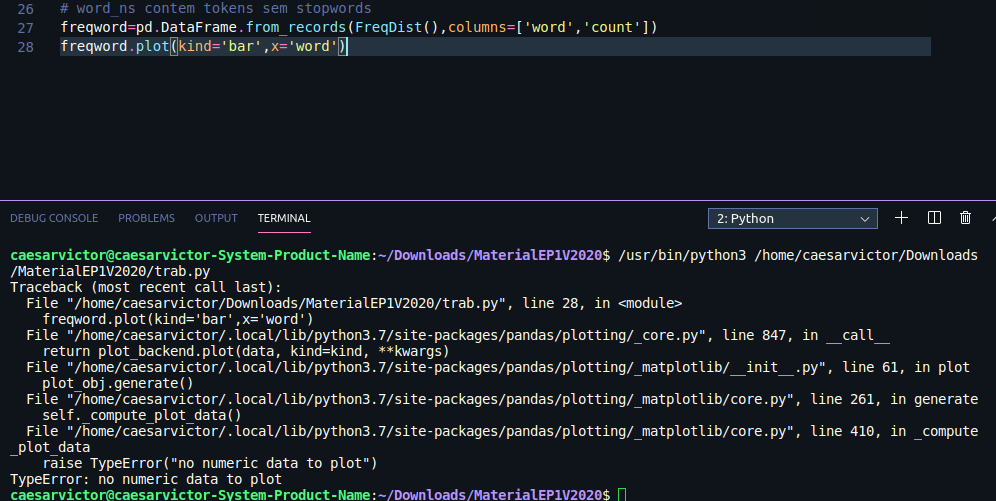 26 # word_ns contem tokens sem stopwords
27 freqword=pd.DataFrame.from_records(FreqDist(),columns=['word','count'])
28 freqword.plot(kind='bar',x='word')
DEBUG CONSOLE PROBLEMS OUTPUT TERMINAL 2: Python
caesarvictor@caesarvictor-System-Product-Name:~/Downloads/MaterialEP1V2020$ /usr/bin/python3 /home/caesarvictor/Downloads
/MaterialEP1V2020/trab.py
Traceback (most recent call last):
  File "/home/caesarvictor/Downloads/MaterialEP1V2020/trab.py", line 28, in <module>
    freqword.plot(kind='bar',x='word')
  File "/home/caesarvictor/.local/lib/python3.7/site-packages/pandas/plotting/_core.py", line 847, in __call__
    return plot_backend.plot(data, kind=kind, **kwargs)
  File "/home/caesarvictor/.local/lib/python3.7/site-packages/pandas/plotting/_matplotlib/__init__.py", line 61, in plot
    plot_obj.generate()
  File "/home/caesarvictor/.local/lib/python3.7/site-packages/pandas/plotting/_matplotlib/core.py", line 261, in generate
    self._compute_plot_data()
  File "/home/caesarvictor/.local/lib/python3.7/site-packages/pandas/plotting/_matplotlib/core.py", line 410, in _compute
_plot_data
    raise TypeError("no numeric data to plot")
TypeError: no numeric data to plot
caesarvictor@caesarvictor-System-Product-Name:~/Downloads/MaterialEP1V2020$